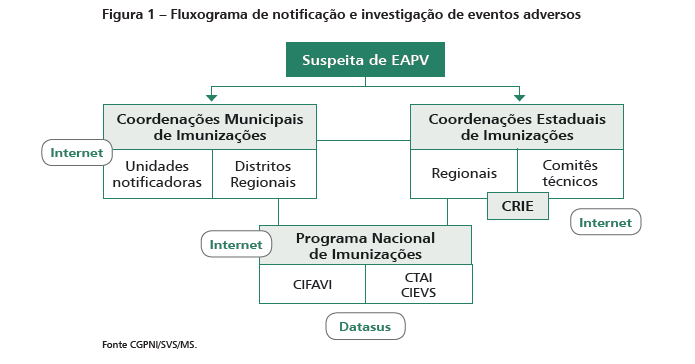 Figura 1 – Fluxograma de notificação e investigação de eventos adversos
Suspeita de EAPV
Coordenações Municipais
de Imunizações
Unidades
notificadoras
Distritos
Regionais
Internet
Coordenações Estaduais
de Imunizações
Regionais
Comitês
técnicos
CRIE
Internet
Internet
Programa Nacional
de Imunizações
CIFAVI
CTAI
CIEVS
Datasus
Fonte CGPNI/SVS/MS.